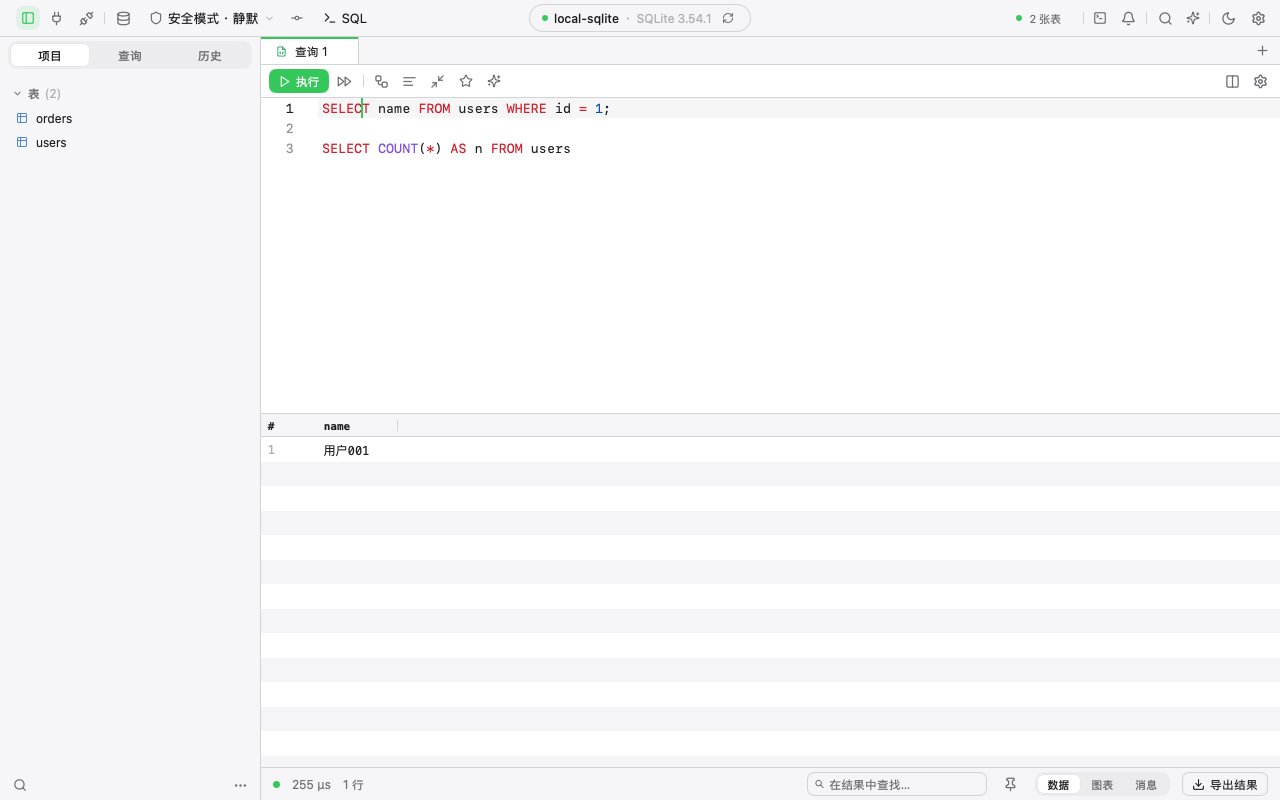 安全模式 · 静默
SQL
local-sqlite · SQLite 3.54.1
2 张表
项目
查询
历史
查询 1
执行
表 (2)
orders
users
1 SELECT name FROM users WHERE id = 1;
2
3 SELECT COUNT(*) AS n FROM users
# name
1 用户001
255 µs 1 行
在结果中查找...
数据
图表
消息
导出结果